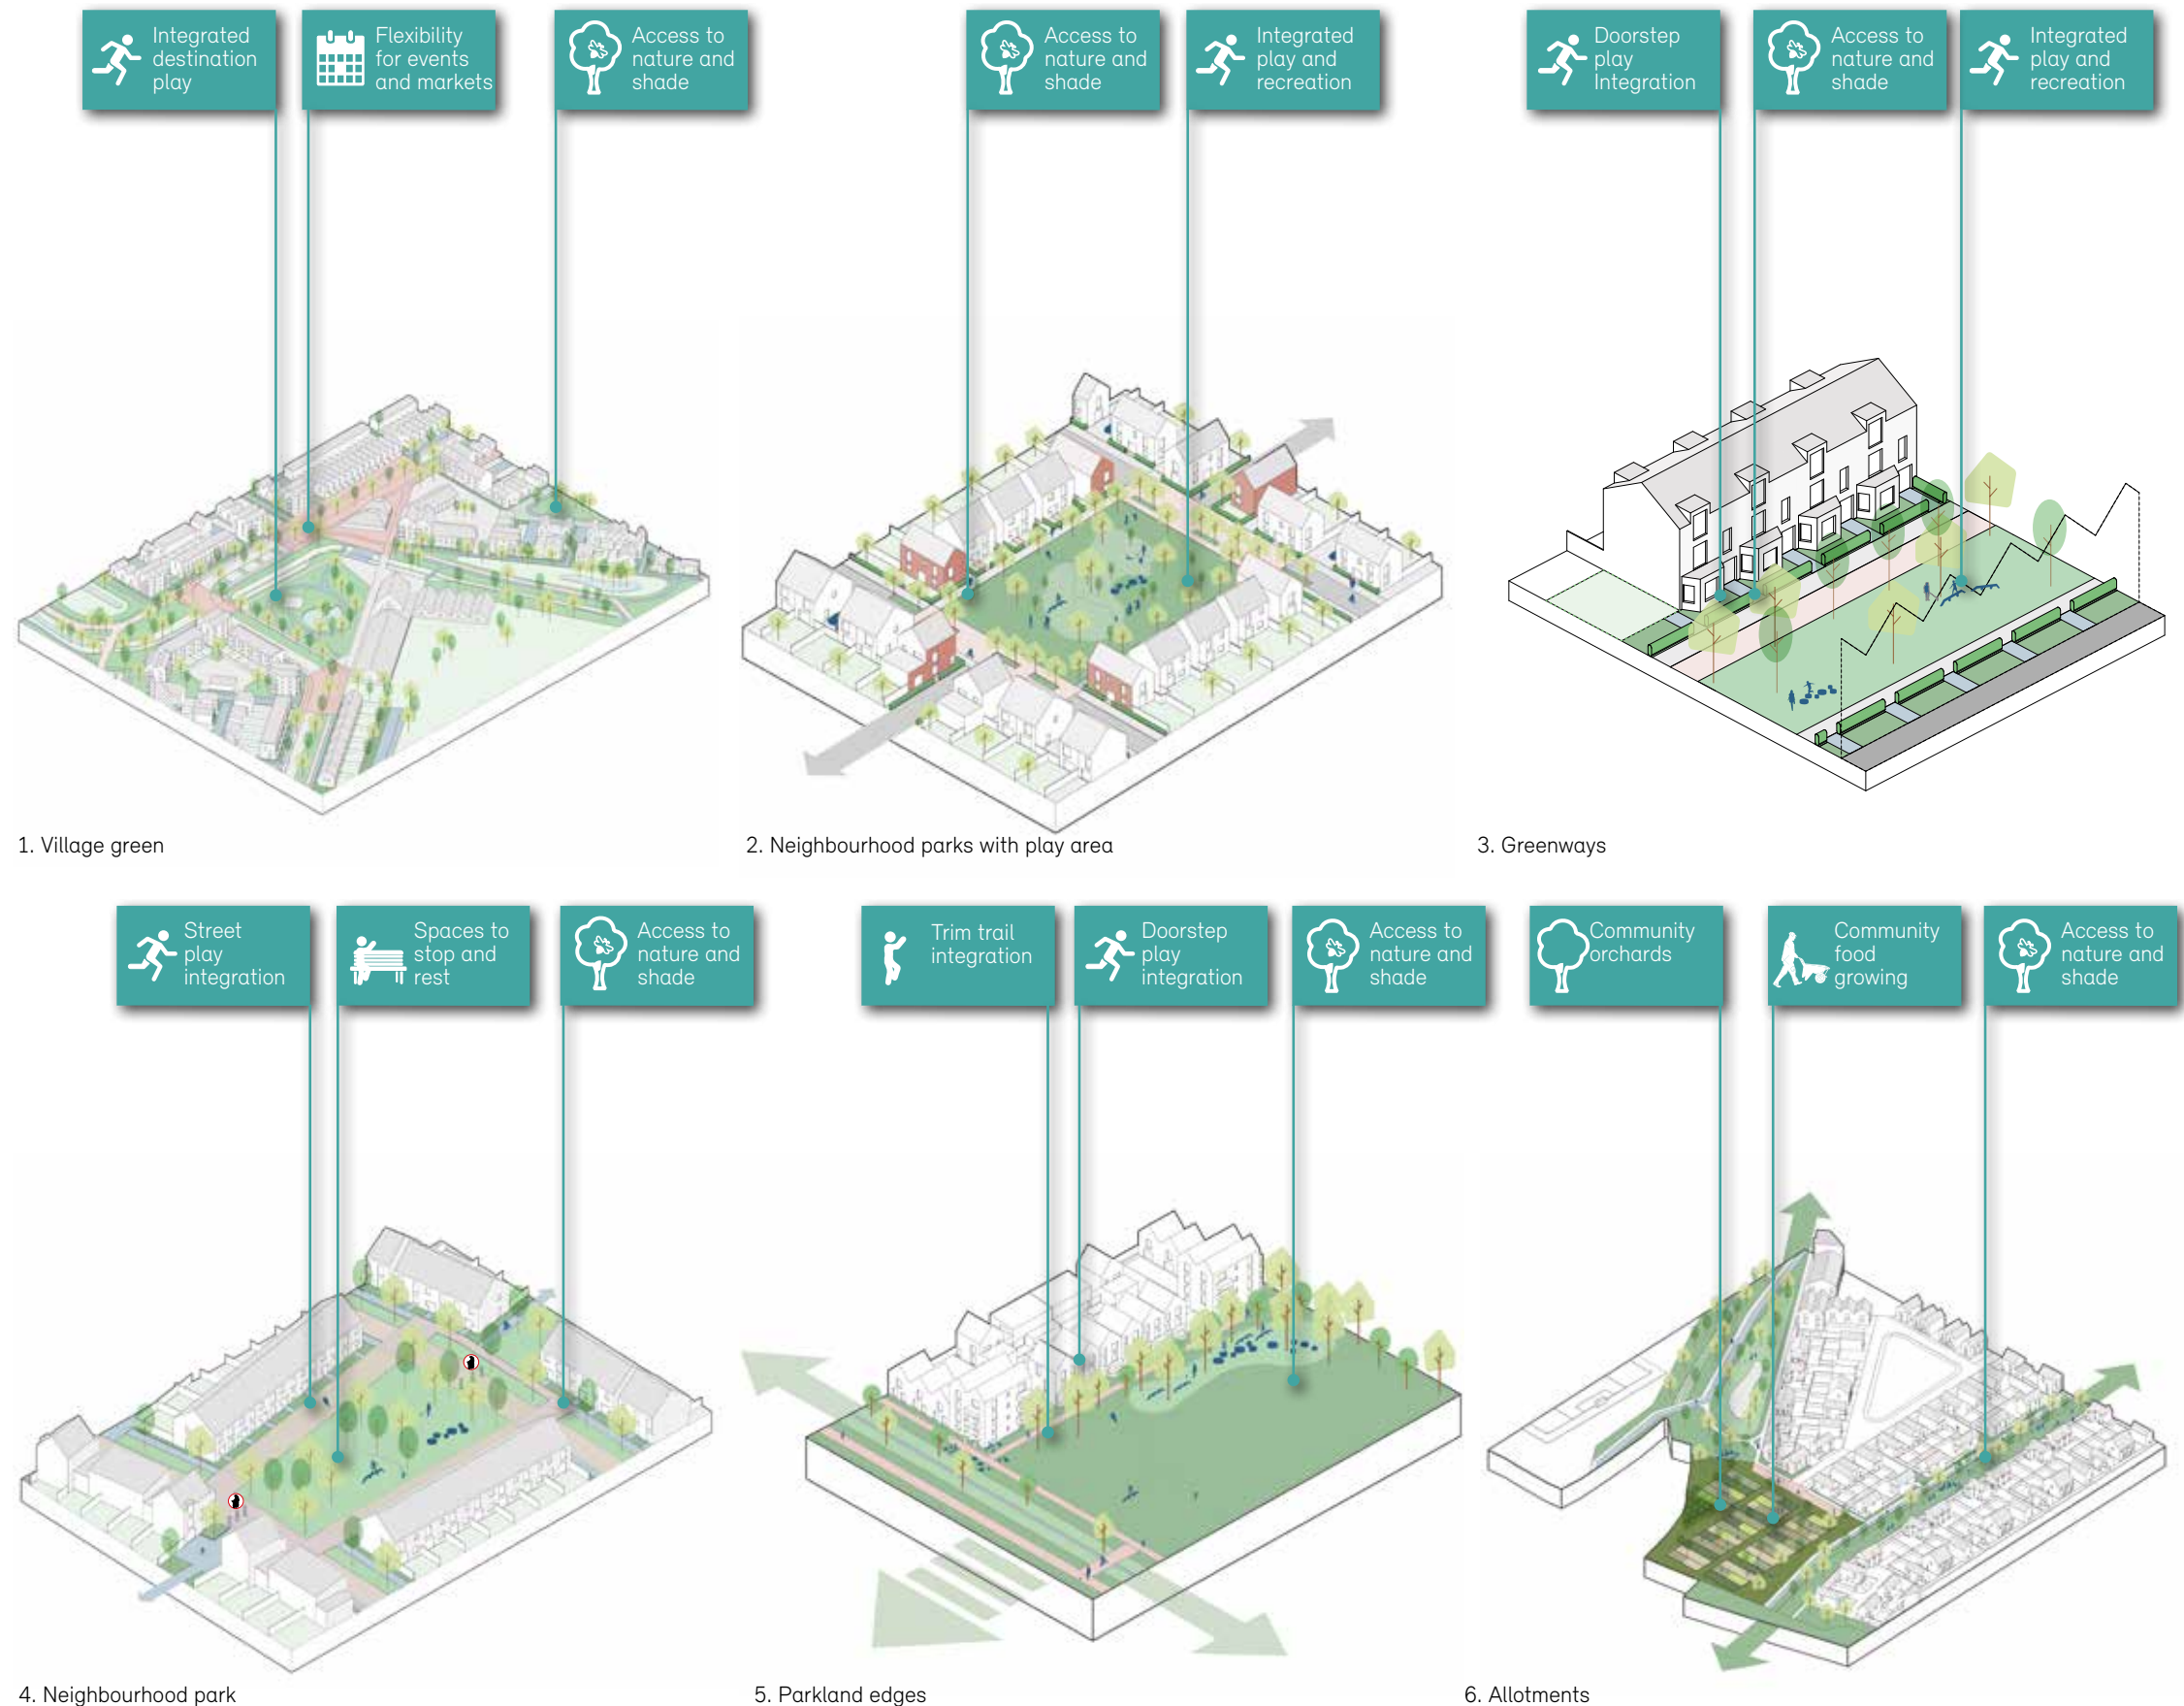 Integrated
destination
play
Flexibility
for events
and markets
Access to
nature and
shade
Access to
nature and
shade
Integrated
play and
recreation
Doorstep
play
Integration
Access to
nature and
shade
Integrated
play and
recreation
1. Village green
2. Neighbourhood parks with play area
3. Greenways
Street
play
integration
Spaces to
stop and
rest
Access to
nature and
shade
Trim trail
integration
Doorstep
play
integration
Access to
nature and
shade
Community
orchards
Community
food
growing
Access to
nature and
shade
4. Neighbourhood park
5. Parkland edges
6. Allotments